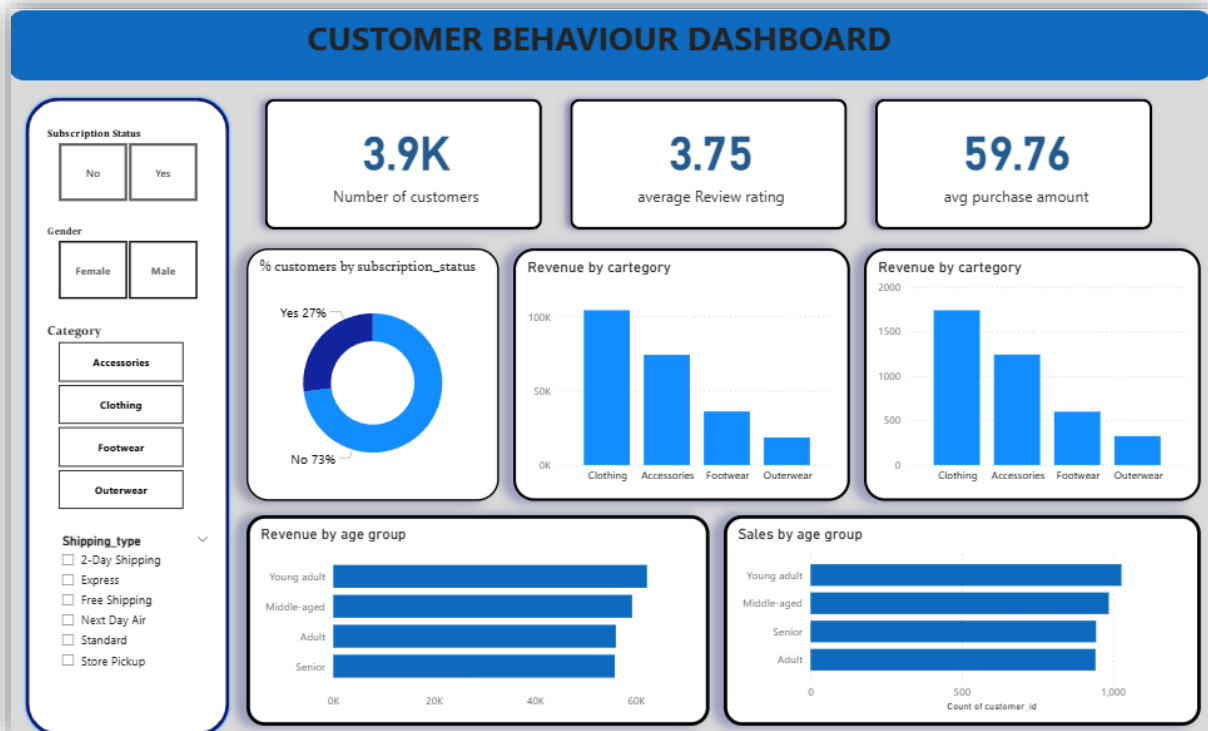 CUSTOMER BEHAVIOUR DASHBOARD
Subscription Status
No Yes
Gender
Female Male
Category
Accessories
Clothing
Footwear
Outerwear
Shipping_type
2-Day Shipping
Express
Free Shipping
Next Day Air
Standard
Store Pickup
3.9K
Number of customers
3.75
average Review rating
59.76
avg purchase amount
% customers by subscription_status
Yes 27%
No 73%
Revenue by cartegory
100K
50K
0K
Clothing Accessories Footwear Outerwear
Revenue by cartegory
2000
1500
1000
500
0
Clothing Accessories Footwear Outerwear
Revenue by age group
Young adult
Middle-aged
Adult
Senior
0K 20K 40K 60K
Sales by age group
Young adult
Middle-aged
Senior
Adult
0 500 1,000
Count of customer_id